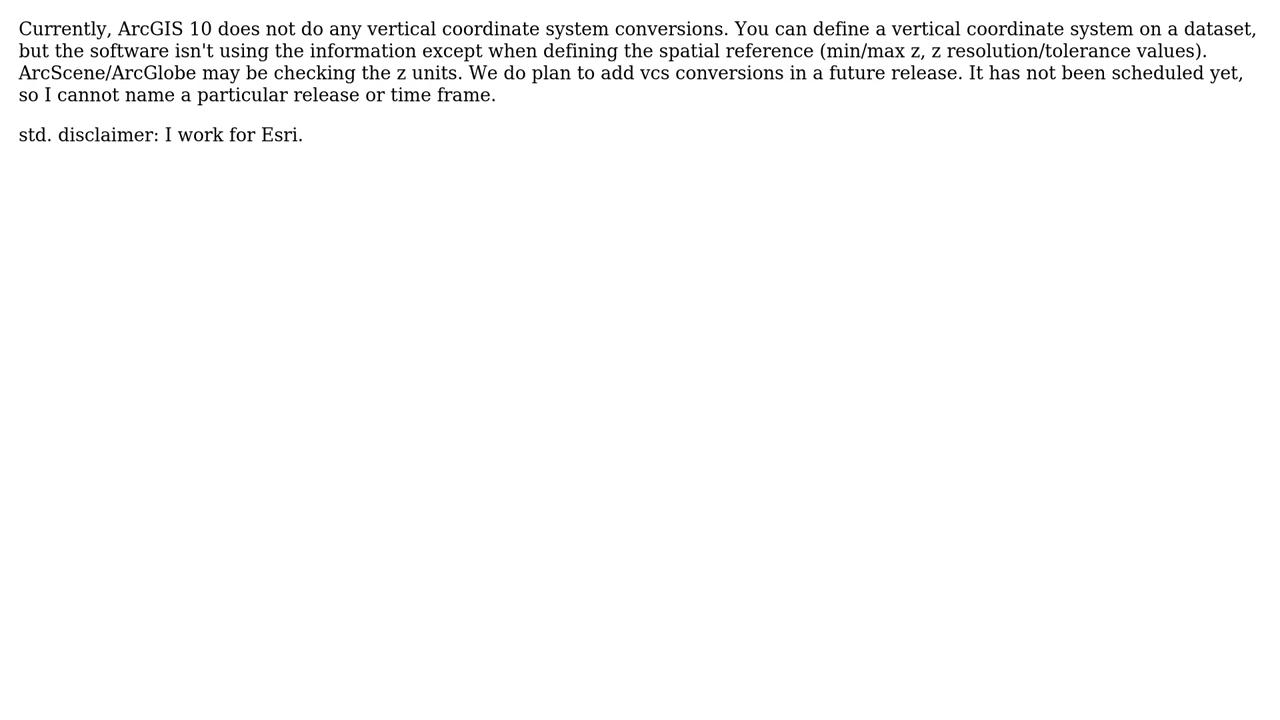 Currently, ArcGIS 10 does not do any vertical coordinate system conversions. You can define a vertical coordinate system on a dataset,
but the software isn't using the information except when defining the spatial reference (min/max z, z resolution/tolerance values).
ArcScene/ArcGlobe may be checking the z units. We do plan to add vcs conversions in a future release. It has not been scheduled yet,
so I cannot name a particular release or time frame.
std. disclaimer: I work for Esri.